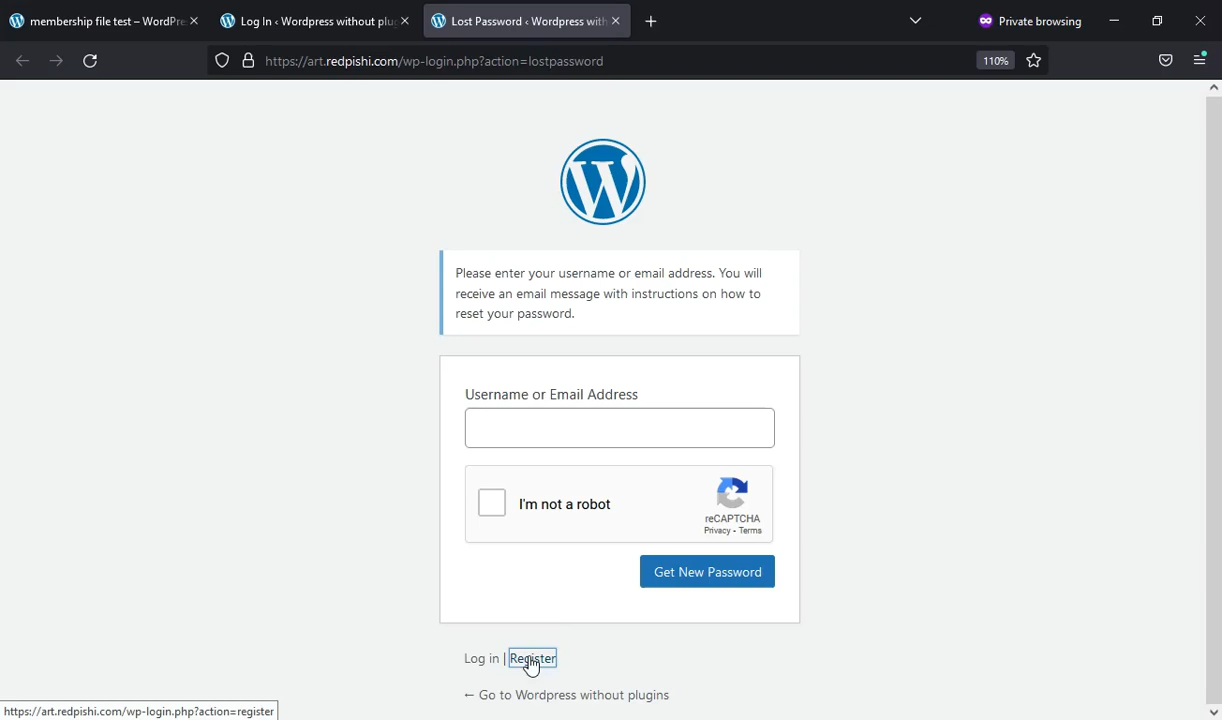 membership file test – WordPre
Log In ‹ Wordpress without plug
Lost Password ‹ Wordpress with
Private browsing
https://art.redpishi.com/wp-login.php?action=lostpassword
110%
Please enter your username or email address. You will
receive an email message with instructions on how to
reset your password.
Username or Email Address
I'm not a robot
reCAPTCHA
Privacy - Terms
Get New Password
Log in | Register
← Go to Wordpress without plugins
https://art.redpishi.com/wp-login.php?action=register